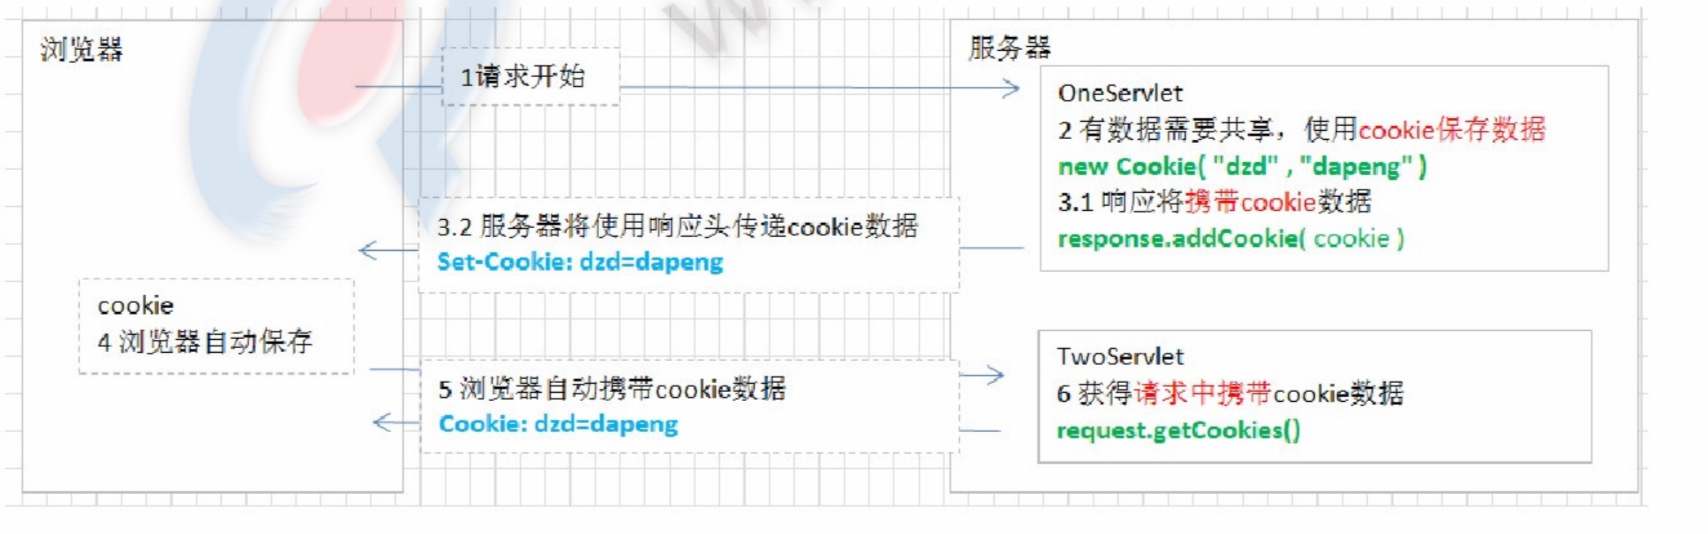 浏览器
1请求开始
服务器
OneServlet
2 有数据需要共享，使用cookie保存数据
new Cookie( "dzd" , "dapeng" )
3.1 响应将携带cookie数据
response.addCookie( cookie )
3.2 服务器将使用响应头传递cookie数据
Set-Cookie: dzd=dapeng
cookie
4 浏览器自动保存
5 浏览器自动携带cookie数据
Cookie: dzd=dapeng
TwoServlet
6 获得请求中携带cookie数据
request.getCookies()